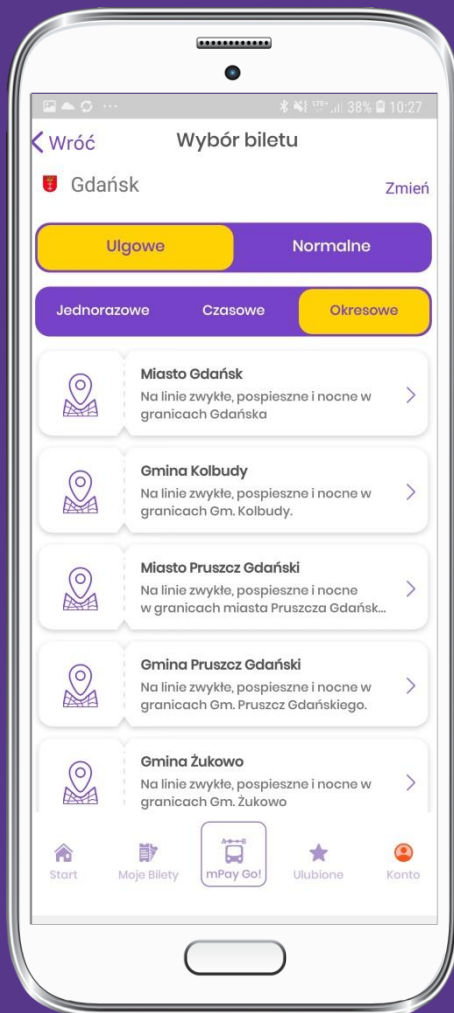 38% 10:27
Wróć Wybór biletu
Gdańsk Zmień
Ulgowe Normalne
Jednorazowe Czasowe Okresowe
Miasto Gdańsk
Na linie zwykłe, pospieszne i nocne w
granicach Gdańska
Gmina Kolbudy
Na linie zwykłe, pospieszne i nocne w
granicach Gm. Kolbudy.
Miasto Pruszcz Gdański
Na linie zwykłe, pospieszne i nocne
w granicach miasta Pruszcza Gdańsk...
Gmina Pruszcz Gdański
Na linie zwykłe, pospieszne i nocne w
granicach Gm. Pruszcz Gdańskiego.
Gmina Żukowo
Na linie zwykłe, pospieszne i nocne w
granicach Gm. Żukowo
Start Moje Bilety mPay Go! Ulubione Konto